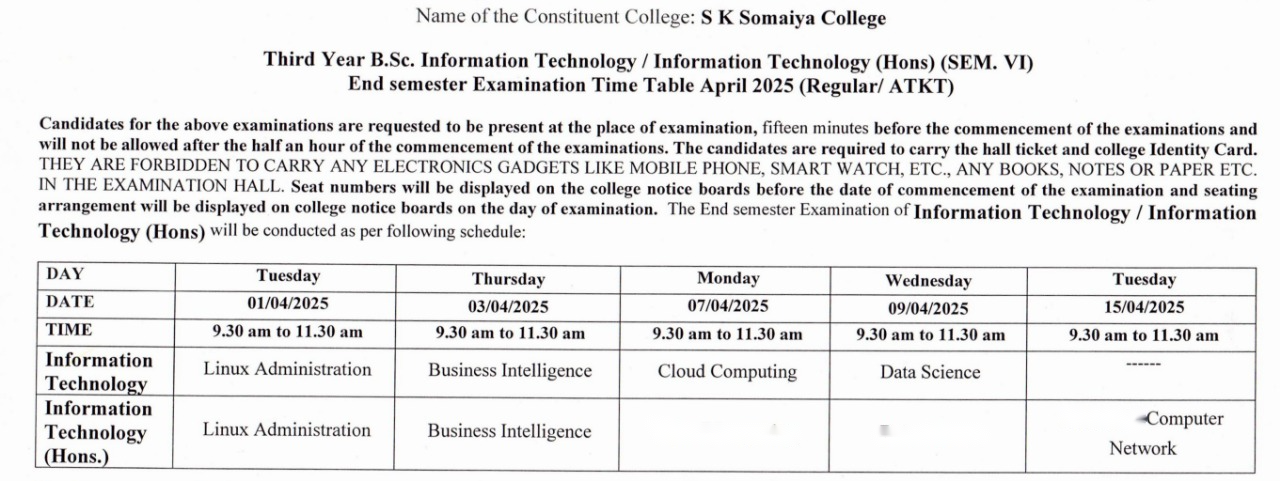 Name of the Constituent College: S K Somaiya College
Third Year B.Sc. Information Technology / Information Technology (Hons) (SEM. VI)
End semester Examination Time Table April 2025 (Regular/ ATKT)
Candidates for the above examinations are requested to be present at the place of examination, fifteen minutes before the commencement of the examinations and
will not be allowed after the half an hour of the commencement of the examinations. The candidates are required to carry the hall ticket and college Identity Card.
THEY ARE FORBIDDEN TO CARRY ANY ELECTRONICS GADGETS LIKE MOBILE PHONE, SMART WATCH, ETC., ANY BOOKS, NOTES OR PAPER ETC.
IN THE EXAMINATION HALL. Seat numbers will be displayed on the college notice boards before the date of commencement of the examination and seating
arrangement will be displayed on college notice boards on the day of examination. The End semester Examination of Information Technology / Information
Technology (Hons) will be conducted as per following schedule:
DAY Tuesday Thursday Monday Wednesday Tuesday
DATE 01/04/2025 03/04/2025 07/04/2025 09/04/2025 15/04/2025
TIME 9.30 am to 11.30 am 9.30 am to 11.30 am 9.30 am to 11.30 am 9.30 am to 11.30 am 9.30 am to 11.30 am
Information
Technology Linux Administration Business Intelligence Cloud Computing Data Science ------
Information
Technology
(Hons.) Linux Administration Business Intelligence Computer
Network